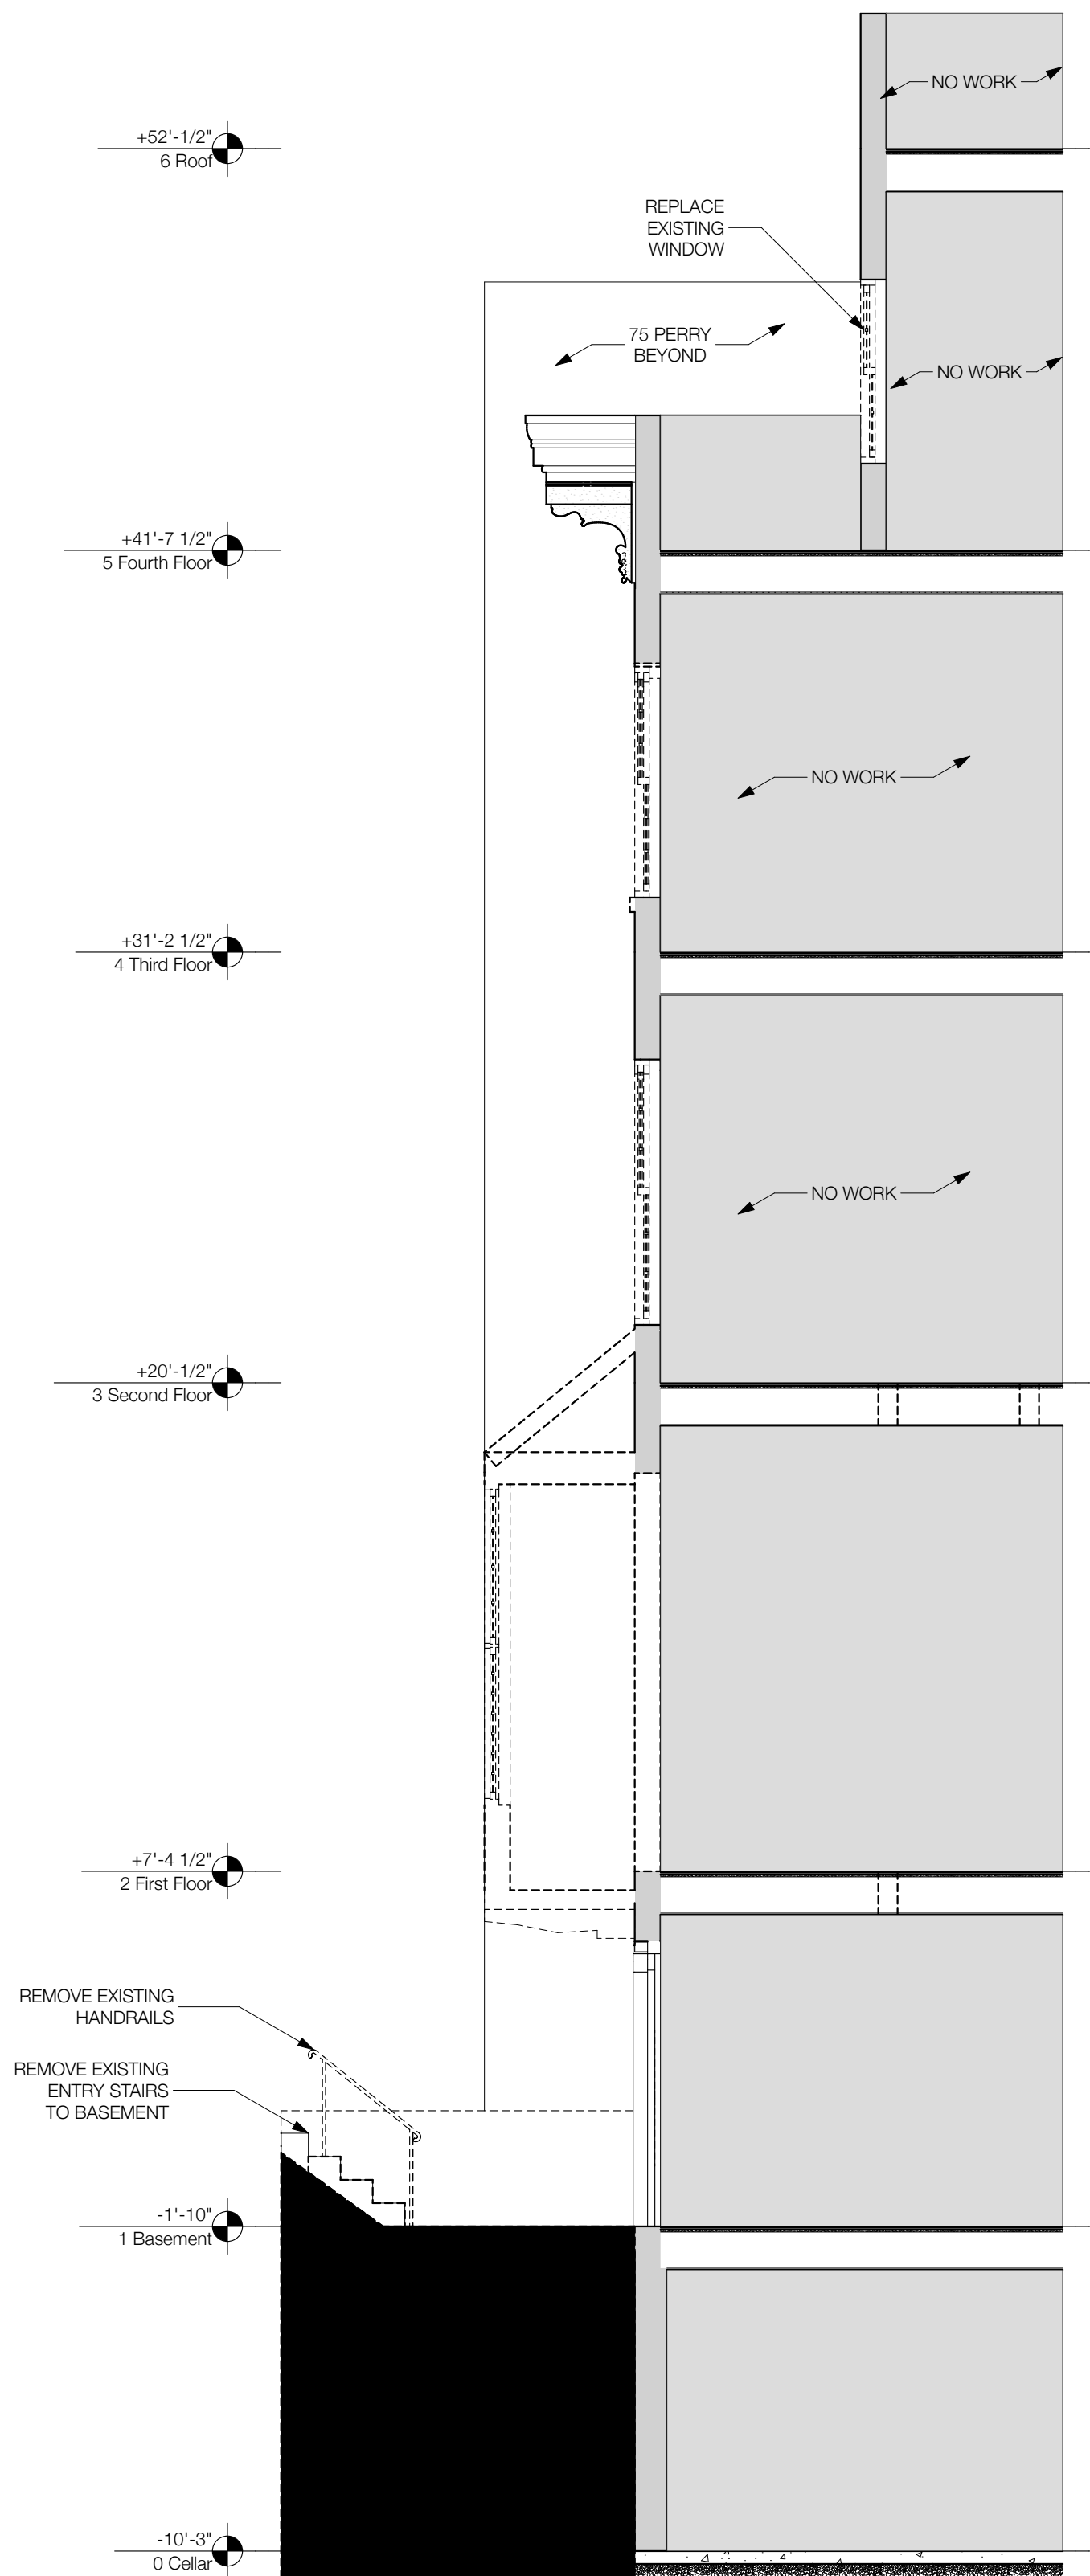 NO WORK
+52'-1/2"
6 Roof
REPLACE
EXISTING
WINDOW
75 PERRY
BEYOND
NO WORK
+41'-7 1/2"
5 Fourth Floor
NO WORK
+31'-2 1/2"
4 Third Floor
NO WORK
+20'-1/2"
3 Second Floor
+7'-4 1/2"
2 First Floor
REMOVE EXISTING
HANDRAILS
REMOVE EXISTING
ENTRY STAIRS
TO BASEMENT
-1'-10"
1 Basement
-10'-3"
0 Cellar